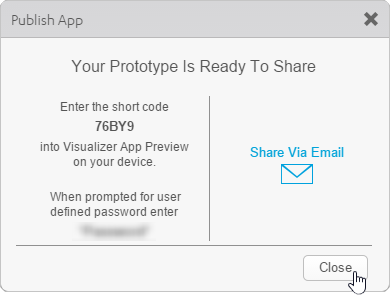 Publish App
Your Prototype Is Ready To Share
Enter the short code
76BY9
into Visualizer App Preview
on your device.
When prompted for user
defined password enter
Share Via Email
Close